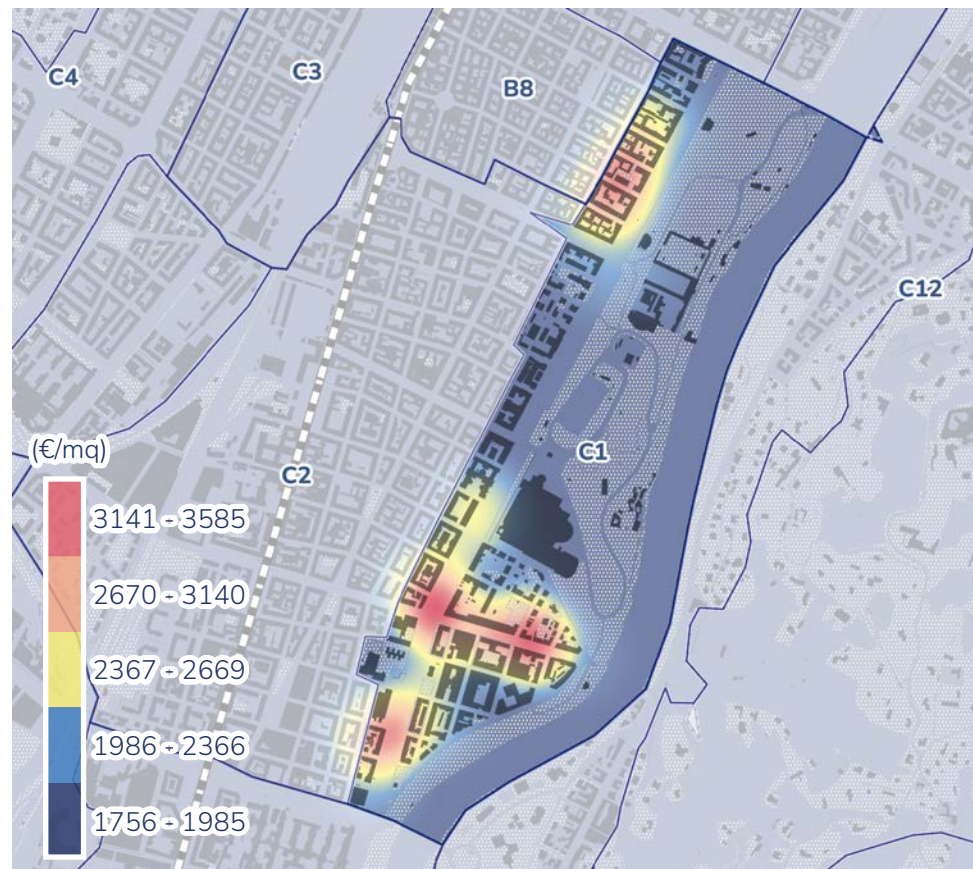 C4
C3
B8
C12
C1
C2
(€/mq)
3141 - 3585
2670 - 3140
2367 - 2669
1986 - 2366
1756 - 1985